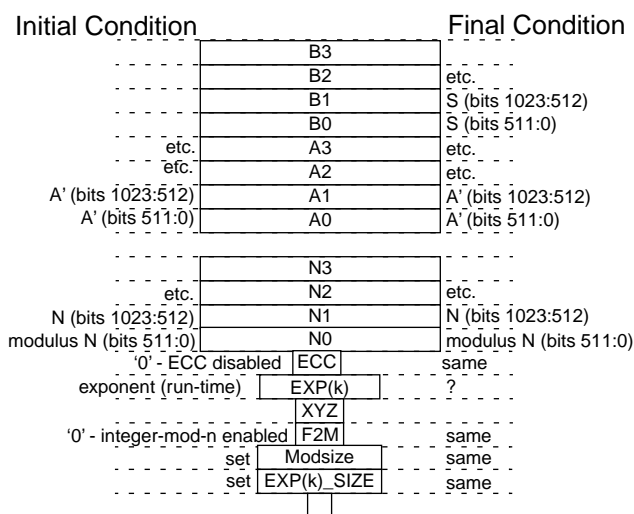 Initial Condition Final Condition
B3
B2 etc.
B1 S (bits 1023:512)
B0 S (bits 511:0)
etc. A3 etc.
etc. A2 etc.
A' (bits 1023:512) A1 A' (bits 1023:512)
A' (bits 511:0) A0 A' (bits 511:0)
N3
etc. N2 etc.
N (bits 1023:512) N1 N (bits 1023:512)
modulus N (bits 511:0) N0 modulus N (bits 511:0)
‘0’ - ECC disabled ECC same
exponent (run-time) EXP(k) ?
XYZ
‘0’ - integer-mod-n enabled F2M same
set Modsize same
set EXP(k)_SIZE same